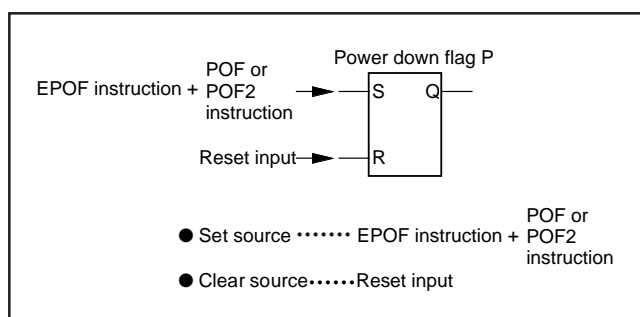 Power down flag P
EPOF instruction + POF or
POF2
instruction
S Q
Reset input R
● Set source ······· EPOF instruction + POF or
POF2
instruction
● Clear source ······ Reset input